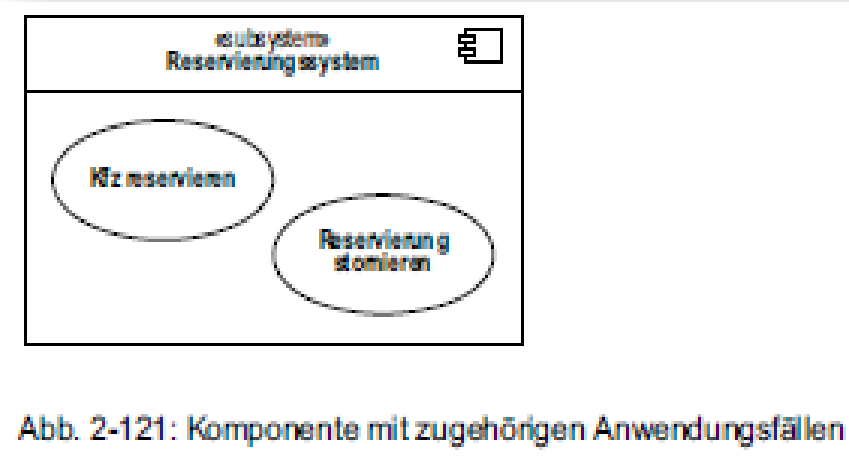 «subsystem»
Reservierungssystem
Kfz reservieren
Reservierung
stornieren
Abb. 2-121: Komponente mit zugehörigen Anwendungsfällen